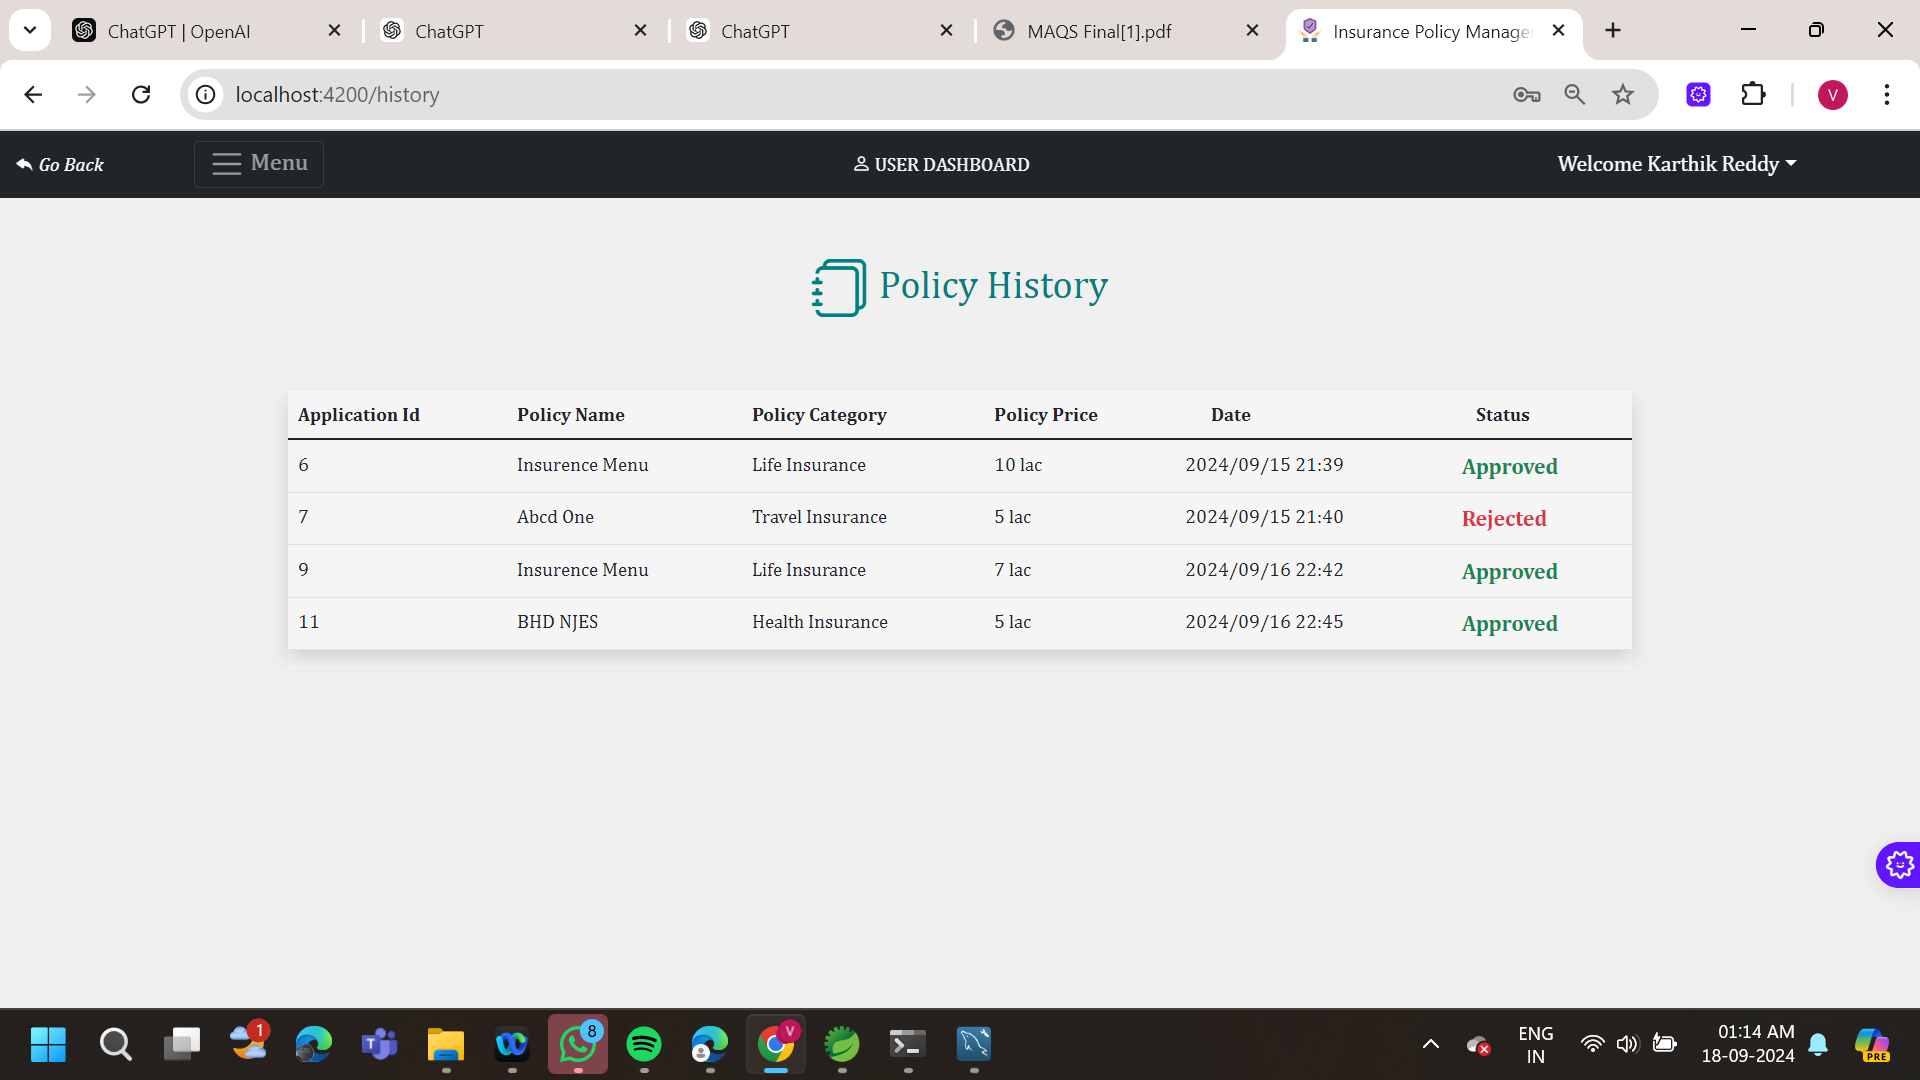 ChatGPT | OpenAI
ChatGPT
ChatGPT
MAQS Final[1].pdf
Insurance Policy Manage
localhost:4200/history
V
Go Back
Menu
USER DASHBOARD
Welcome Karthik Reddy
Policy History
Application Id Policy Name Policy Category Policy Price Date Status
6 Insurence Menu Life Insurance 10 lac 2024/09/15 21:39 Approved
7 Abcd One Travel Insurance 5 lac 2024/09/15 21:40 Rejected
9 Insurence Menu Life Insurance 7 lac 2024/09/16 22:42 Approved
11 BHD NJES Health Insurance 5 lac 2024/09/16 22:45 Approved
1
T
8
V
ENG
IN
01:14 AM
18-09-2024
PRE